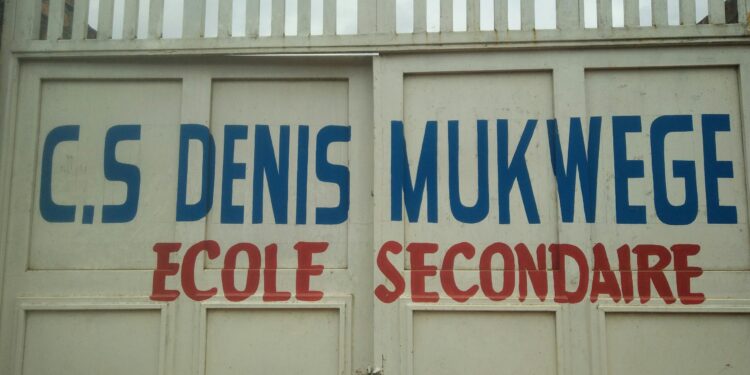 C.S DENIS MUKWEGE
ECOLE SECONDAIRE